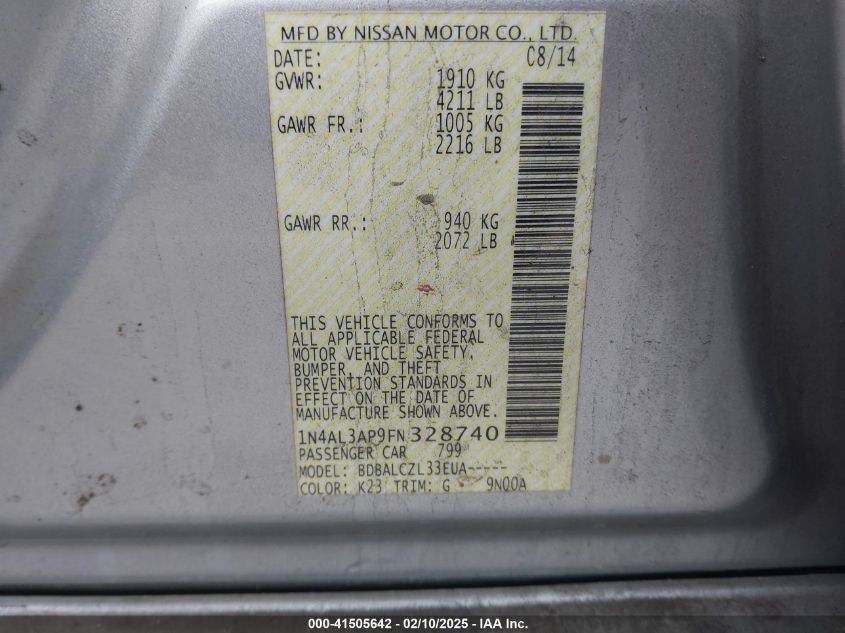 MFD BY NISSAN MOTOR CO., LTD.
DATE: 08/14
GVWR: 1910 KG
4211 LB
GAWR FR.: 1005 KG
2216 LB
GAWR RR.: 940 KG
2072 LB
THIS VEHICLE CONFORMS TO
ALL APPLICABLE FEDERAL
MOTOR VEHICLE SAFETY,
BUMPER, AND THEFT
PREVENTION STANDARDS IN
EFFECT ON THE DATE OF
MANUFACTURE SHOWN ABOVE.
1N4AL3AP9FN328740
PASSENGER CAR 799
MODEL: BDBALCZL33EUA-----
COLOR: K23 TRIM: G 9N00A
000-41505642 - 02/10/2025 - IAA Inc.